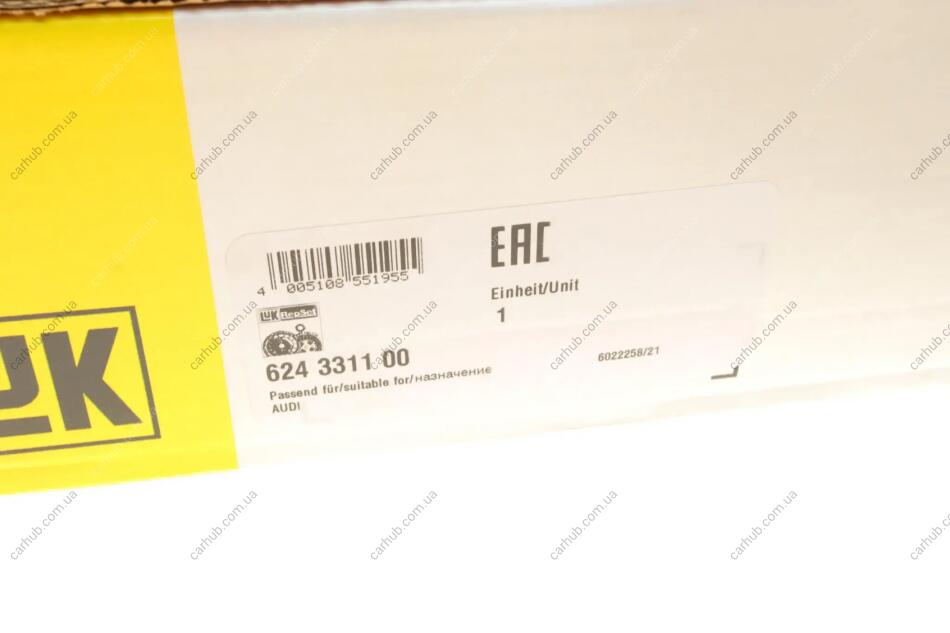 EAC
4 005108 551955
Einheit/Unit
1
LUK RepSet
624 3311 00
6022258/21
Passend für/suitable for/назначение
AUDI
LUK
carhub.com.ua